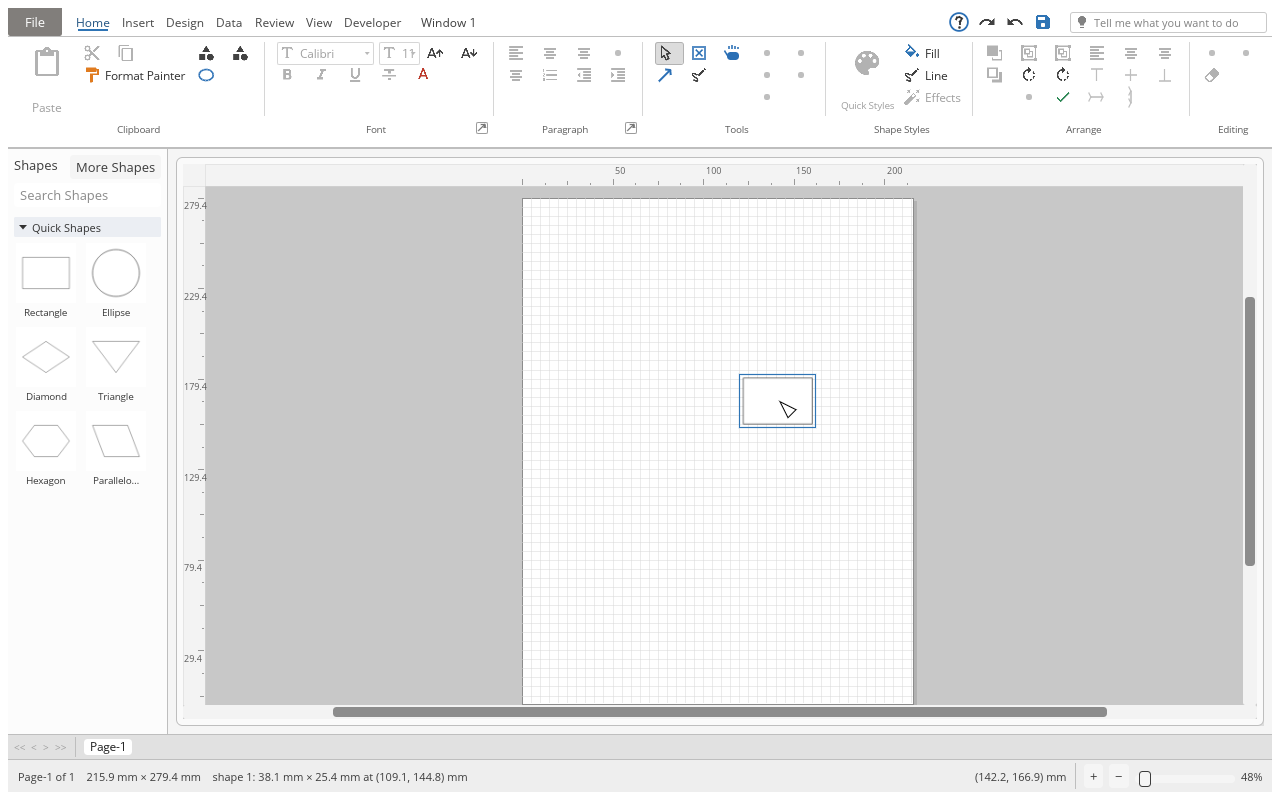 File Home Insert Design Data Review View Developer Window 1 Tell me what you want to do
Calibri 11
Format Painter
Paste
Clipboard
Font
Paragraph
Tools
Quick Styles
Fill
Line
Effects
Shape Styles
Arrange
Editing
Shapes More Shapes
Search Shapes
Quick Shapes
Rectangle Ellipse
Diamond Triangle
Hexagon Parallelo...
50 100 150 200
279.4
229.4
179.4
129.4
79.4
29.4
<< < > >> Page-1
Page-1 of 1 215.9 mm × 279.4 mm shape 1: 38.1 mm × 25.4 mm at (109.1, 144.8) mm (142.2, 166.9) mm + − 48%